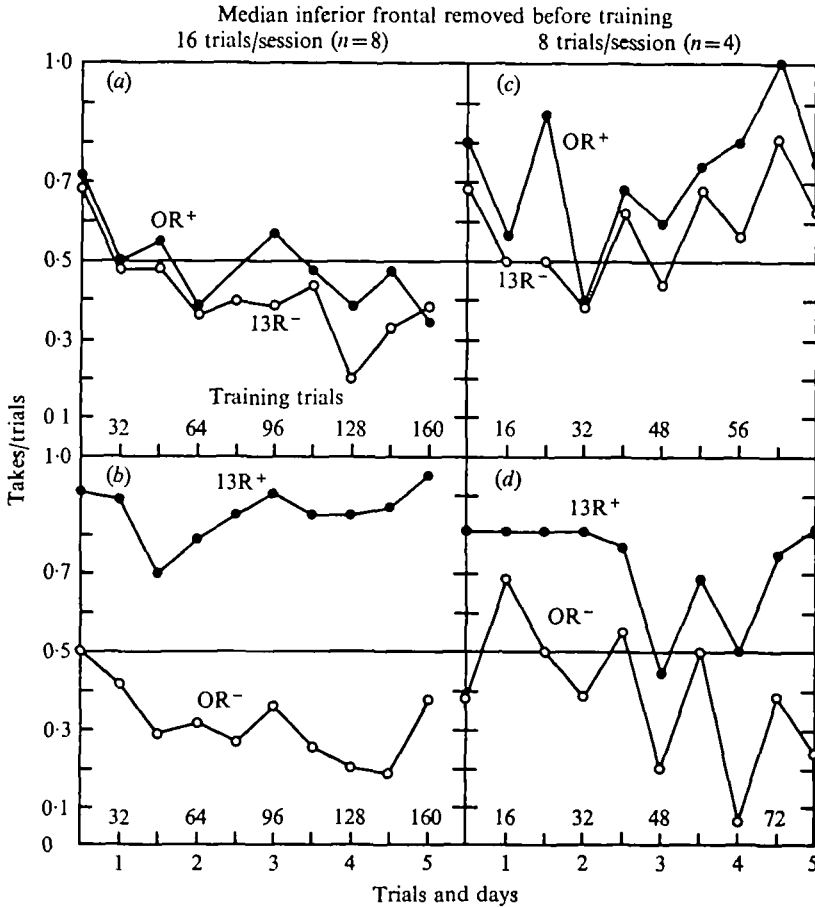 Median inferior frontal removed before training
16 trials/session (n=8)
8 trials/session (n=4)
1·0
(a)
(c)
OR+
OR+
0·7
0·5
13R−
13R−
0·3
Training trials
0 1
32 64 96 128 160
16 32 48 56
Takes/trials
1·0
(b)
13R+
(d)
13R+
0·7
OR−
0·5
OR−
0·3
0·1
32 64 96 128 160
16 32 48 72
0
1 2 3 4 5
1 2 3 4 5
Trials and days